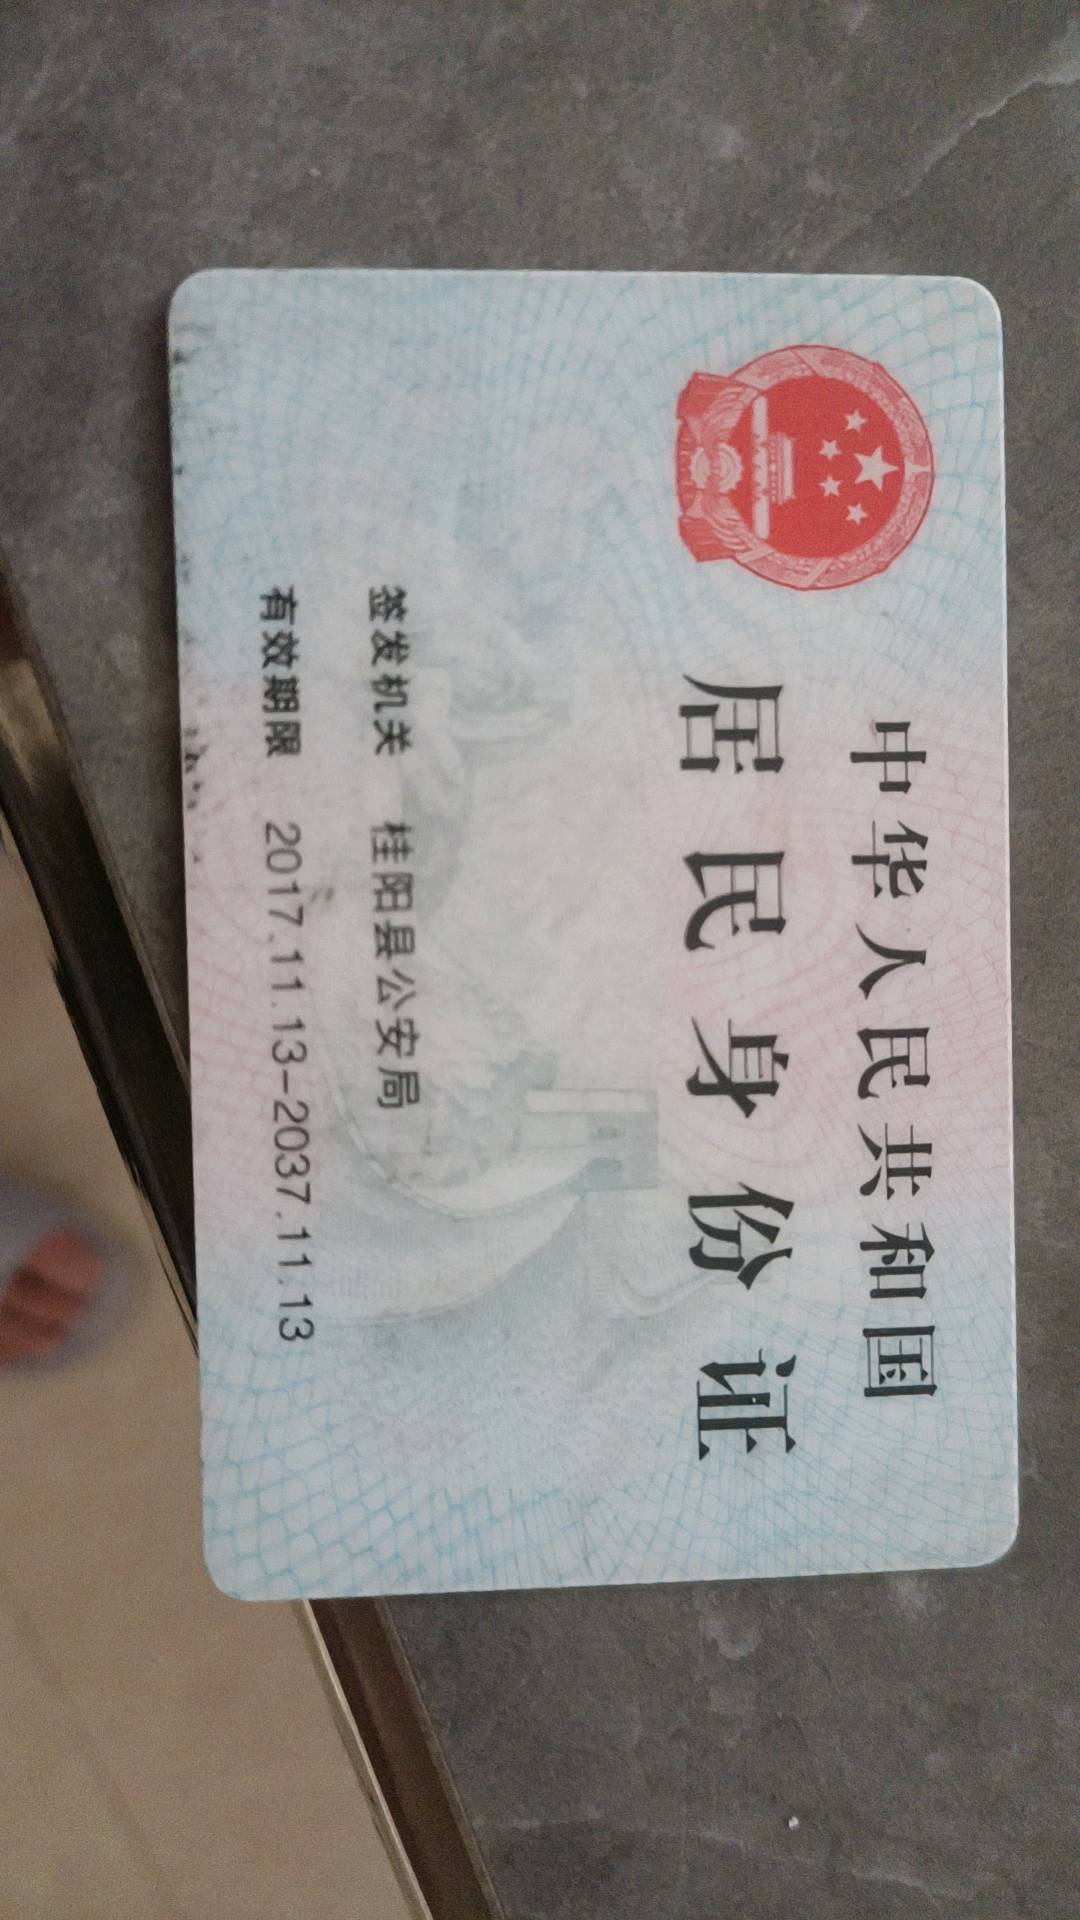 中华人民共和国
居民身份证
签发机关 桂阳县公安局
有效期限 2017.11.13-2037.11.13